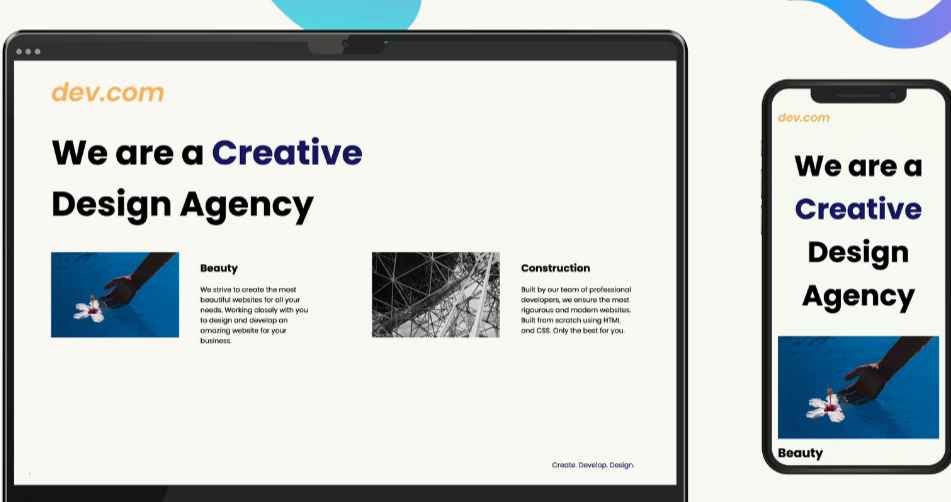 dev.com
We are a Creative
Design Agency
Beauty
We strive to create the most
beautiful websites for all your
needs. Working closely with you
to design and develop an
amazing website for your
business.
Construction
Built by our team of professional
developers, we ensure the most
rigourous and modern websites.
Built from scratch using HTML
and CSS. Only the best for you.
Create. Develop. Design.
dev.com
We are a
Creative
Design
Agency
Beauty